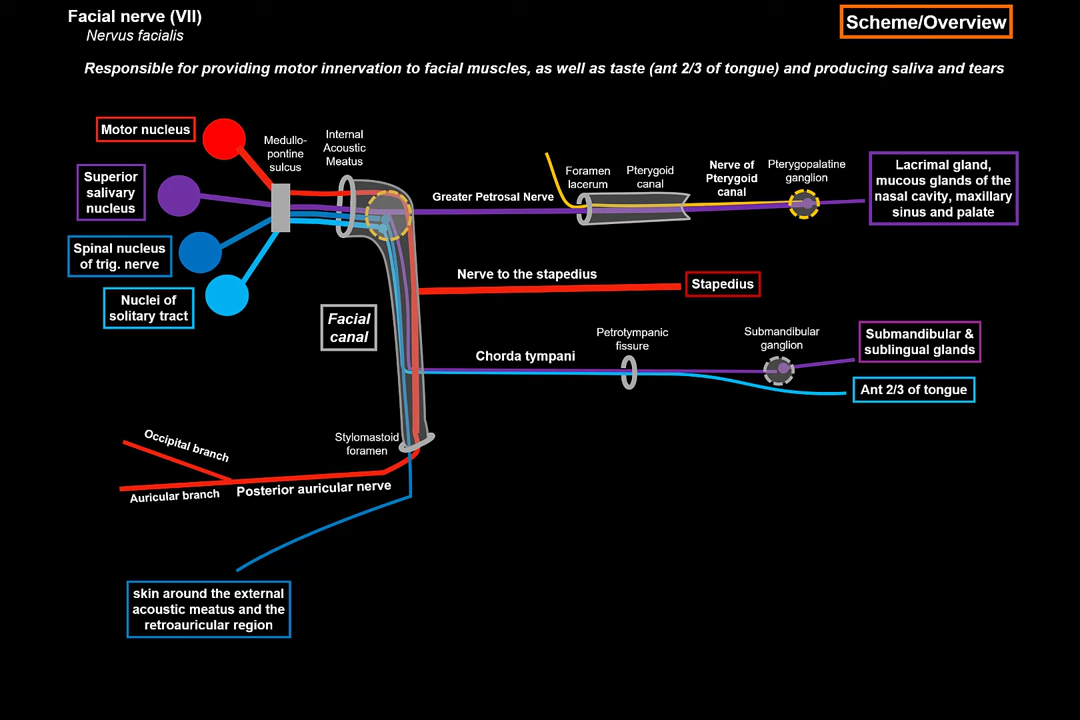 Facial nerve (VII)
Nervus facialis
Scheme/Overview
Responsible for providing motor innervation to facial muscles, as well as taste (ant 2/3 of tongue) and producing saliva and tears
Motor nucleus
Superior
salivary
nucleus
Spinal nucleus
of trig. nerve
Nuclei of
solitary tract
Medullo-
pontine
sulcus
Internal
Acoustic
Meatus
Greater Petrosal Nerve
Foramen
lacerum
Pterygoid
canal
Nerve of
Pterygoid
canal
Pterygopalatine
ganglion
Lacrimal gland,
mucous glands of the
nasal cavity, maxillary
sinus and palate
Nerve to the stapedius
Stapedius
Facial
canal
Chorda tympani
Petrotympanic
fissure
Submandibular
ganglion
Submandibular &
sublingual glands
Ant 2/3 of tongue
Stylomastoid
foramen
Occipital branch
Auricular branch
Posterior auricular nerve
skin around the external
acoustic meatus and the
retroauricular region